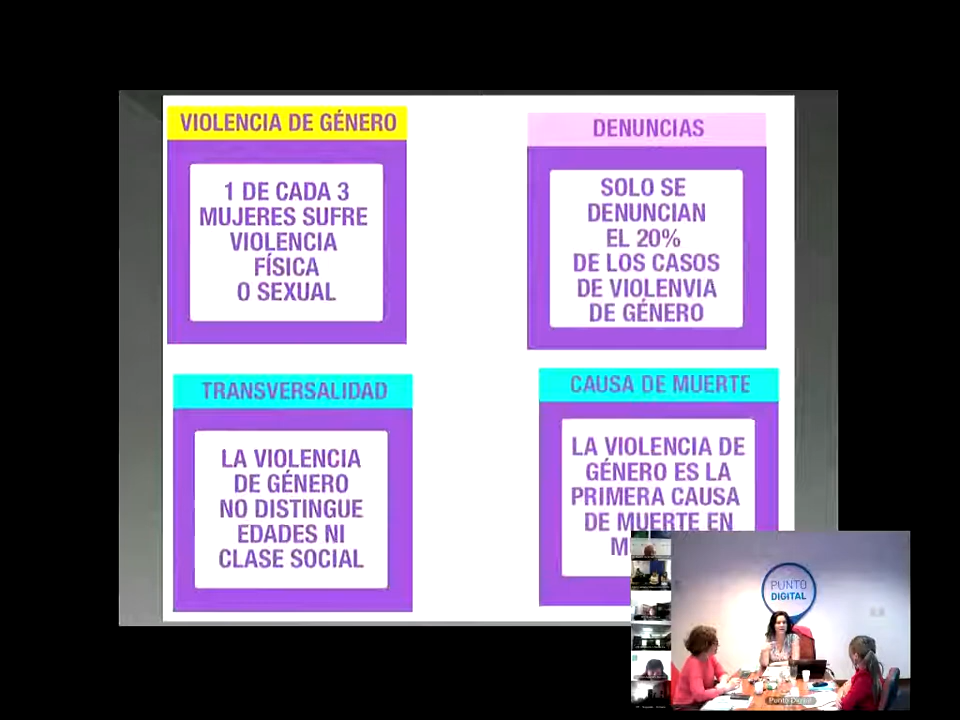 VIOLENCIA DE GÉNERO
1 DE CADA 3
MUJERES SUFRE
VIOLENCIA
FÍSICA
O SEXUAL
DENUNCIAS
SOLO SE
DENUNCIAN
EL 20%
DE LOS CASOS
DE VIOLENVIA
DE GÉNERO
TRANSVERSALIDAD
LA VIOLENCIA
DE GÉNERO
NO DISTINGUE
EDADES NI
CLASE SOCIAL
CAUSA DE MUERTE
LA VIOLENCIA DE
GÉNERO ES LA
PRIMERA CAUSA
DE MUERTE EN
PUNTO
DIGITAL
Punto Digital